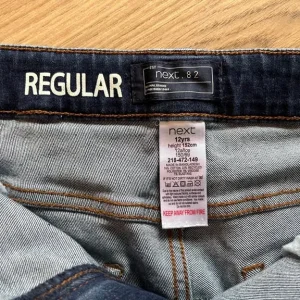 REGULAR
next. 82
next
12yrs
height 152cm
218-472-149
KEEP AWAY FROM FIRE